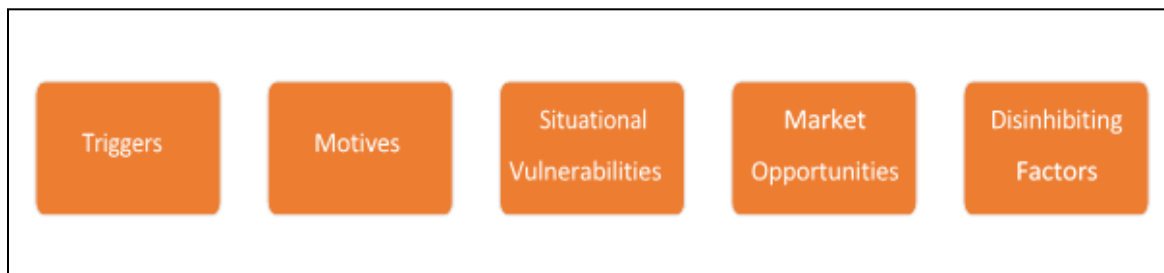 Triggers
Motives
Situational
Vulnerabilities
Market
Opportunities
Disinhibiting
Factors